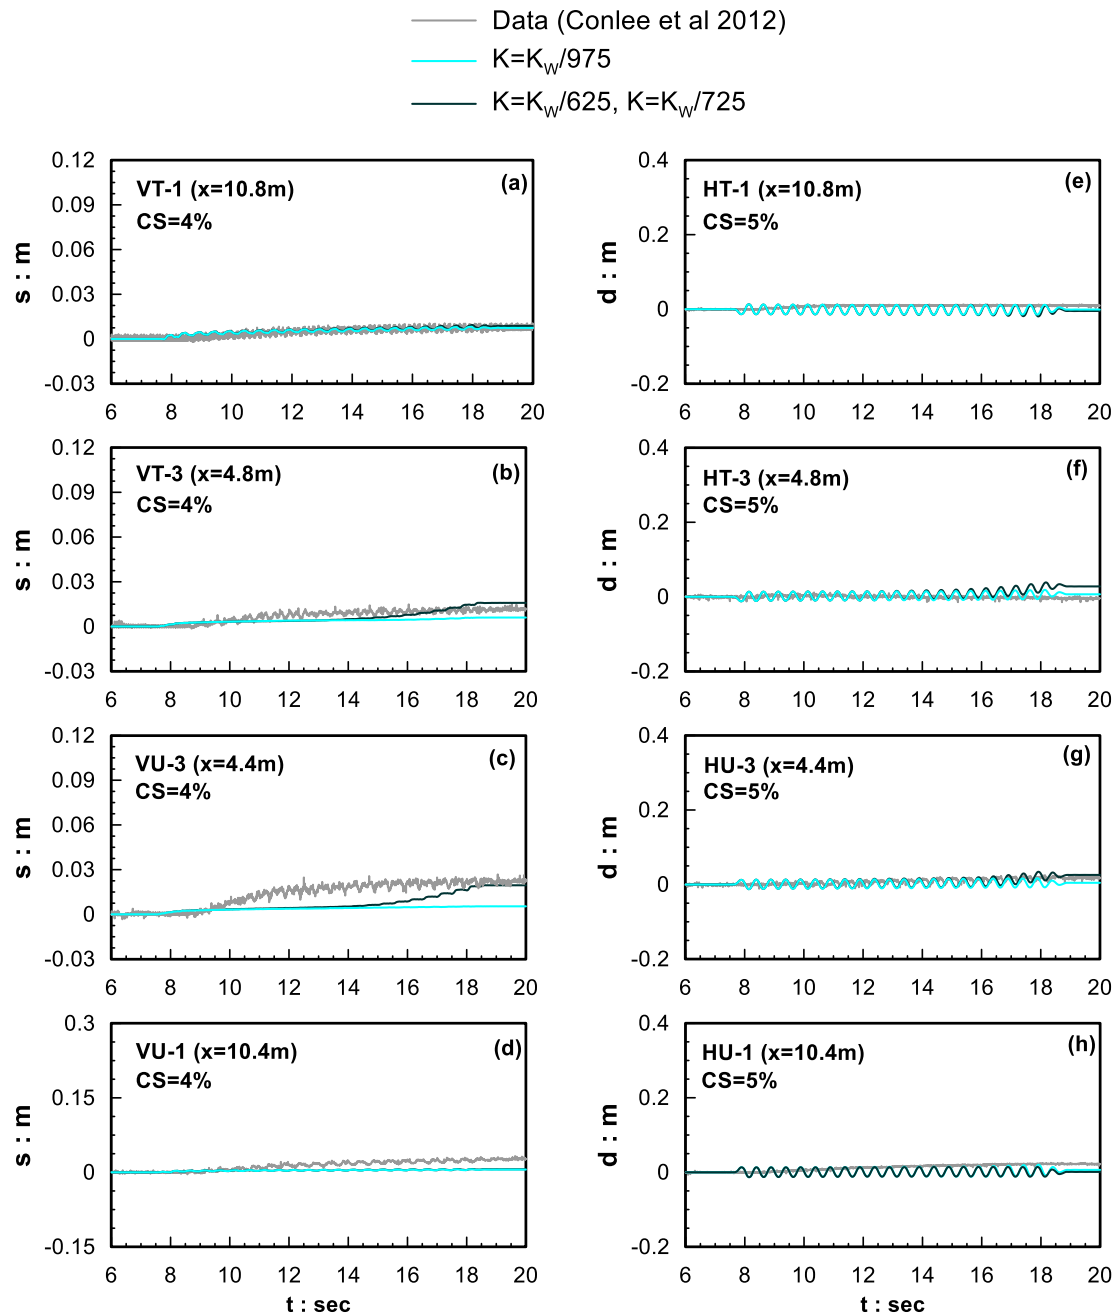 Data (Conlee et al 2012)
K=KW/975
K=KW/625, K=KW/725
VT-1 (x=10.8m)
(a)
CS=4%
s : m
0.12
0.09
0.06
0.03
0
-0.03
6 8 10 12 14 16 18 20
HT-1 (x=10.8m)
(e)
CS=5%
d : m
0.4
0.2
0
-0.2
6 8 10 12 14 16 18 20
VT-3 (x=4.8m)
(b)
CS=4%
s : m
0.12
0.09
0.06
0.03
0
-0.03
6 8 10 12 14 16 18 20
HT-3 (x=4.8m)
(f)
CS=5%
d : m
0.4
0.2
0
-0.2
6 8 10 12 14 16 18 20
VU-3 (x=4.4m)
(c)
CS=4%
s : m
0.12
0.09
0.06
0.03
0
-0.03
6 8 10 12 14 16 18 20
HU-3 (x=4.4m)
(g)
CS=5%
d : m
0.4
0.2
0
-0.2
6 8 10 12 14 16 18 20
VU-1 (x=10.4m)
(d)
CS=4%
s : m
0.3
0.15
0
-0.15
6 8 10 12 14 16 18 20
t : sec
HU-1 (x=10.4m)
(h)
CS=5%
d : m
0.4
0.2
0
-0.2
6 8 10 12 14 16 18 20
t : sec